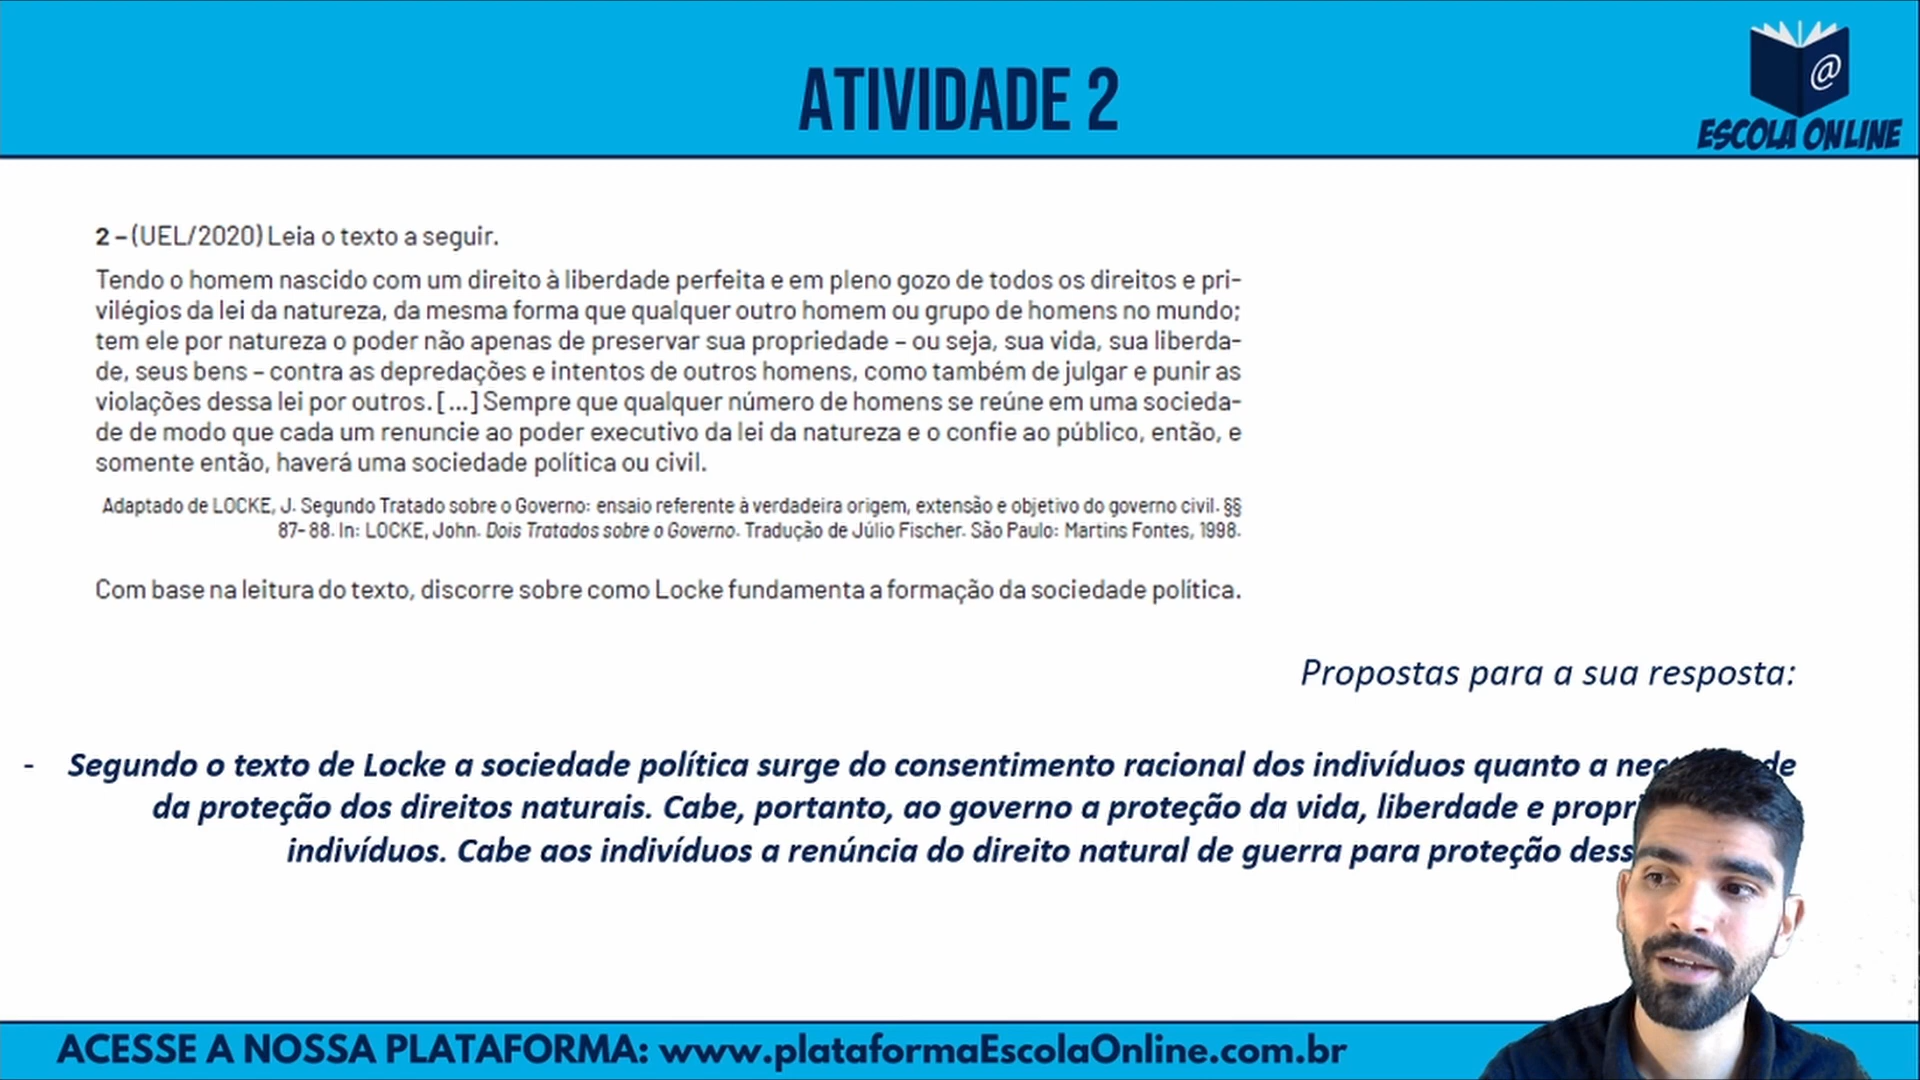 ATIVIDADE 2
@
ESCOLA ONLINE
2 – (UEL/2020) Leia o texto a seguir.
Tendo o homem nascido com um direito à liberdade perfeita e em pleno gozo de todos os direitos e pri-
vilégios da lei da natureza, da mesma forma que qualquer outro homem ou grupo de homens no mundo;
tem ele por natureza o poder não apenas de preservar sua propriedade – ou seja, sua vida, sua liberda-
de, seus bens – contra as depredações e intentos de outros homens, como também de julgar e punir as
violações dessa lei por outros. [...] Sempre que qualquer número de homens se reúne em uma socieda-
de de modo que cada um renuncie ao poder executivo da lei da natureza e o confie ao público, então, e
somente então, haverá uma sociedade política ou civil.
Adaptado de LOCKE, J. Segundo Tratado sobre o Governo: ensaio referente à verdadeira origem, extensão e objetivo do governo civil. §§
87- 88. In: LOCKE, John. Dois Tratados sobre o Governo. Tradução de Júlio Fischer. São Paulo: Martins Fontes, 1998.
Com base na leitura do texto, discorre sobre como Locke fundamenta a formação da sociedade política.
Propostas para a sua resposta:
- Segundo o texto de Locke a sociedade política surge do consentimento racional dos indivíduos quanto a
da proteção dos direitos naturais. Cabe, portanto, ao governo a proteção da vida, liberdade e
indivíduos. Cabe aos indivíduos a renúncia do direito natural de guerra para proteção
ACESSE A NOSSA PLATAFORMA: www.plataformaEscolaOnline.com.br